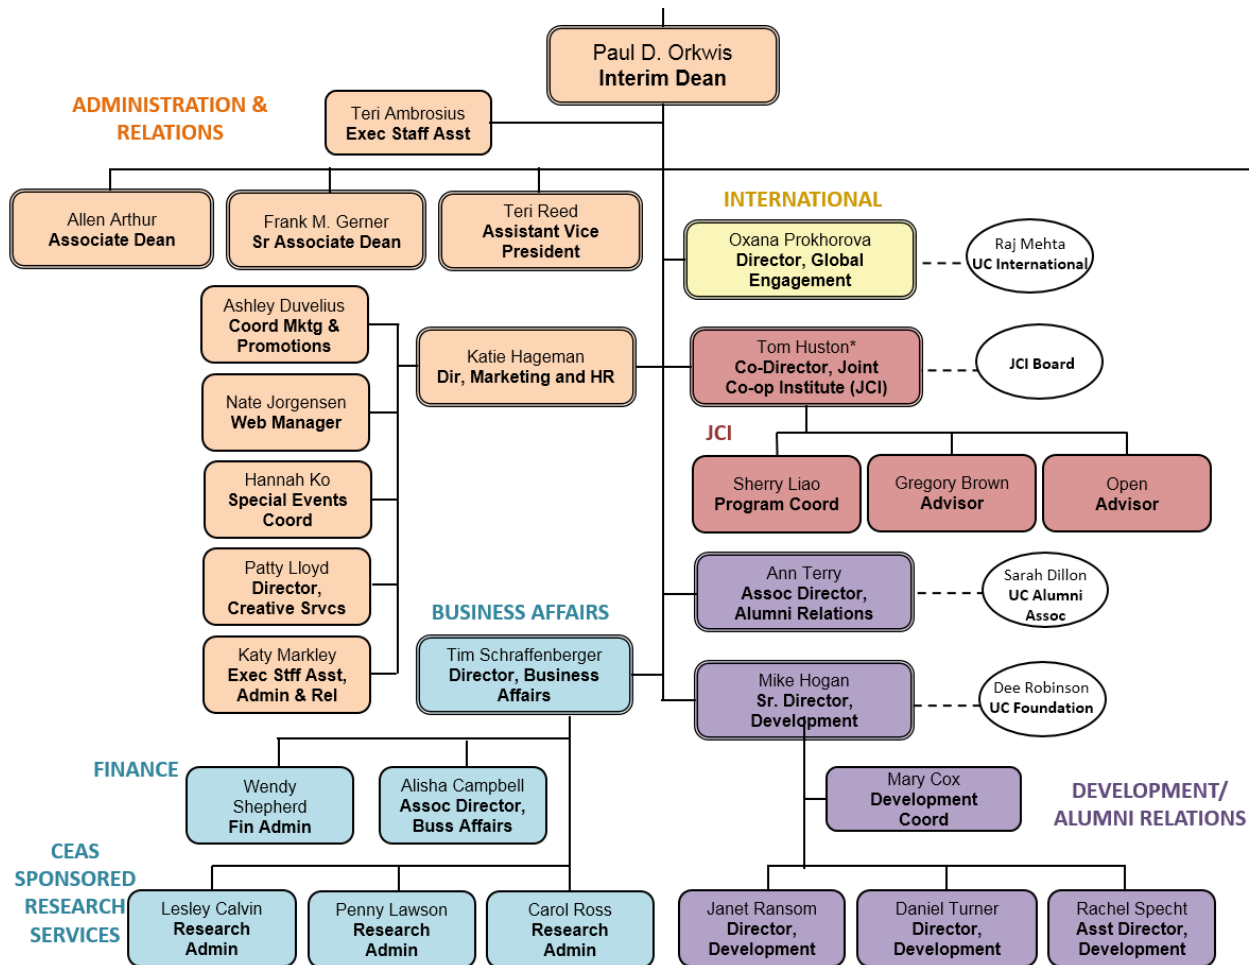 Paul D. Orkwis
Interim Dean
ADMINISTRATION &
RELATIONS
Teri Ambrosius
Exec Staff Asst
Allen Arthur
Associate Dean
Frank M. Gerner
Sr Associate Dean
Teri Reed
Assistant Vice
President
INTERNATIONAL
Oxana Prokhorova
Director, Global
Engagement
Raj Mehta
UC International
Ashley Duvelius
Coord Mktg &
Promotions
Katie Hageman
Dir, Marketing and HR
Tom Huston*
Co-Director, Joint
Co-op Institute (JCI)
JCI Board
Nate Jorgensen
Web Manager
JCI
Hannah Ko
Special Events
Coord
Sherry Liao
Program Coord
Gregory Brown
Advisor
Open
Advisor
Patty Lloyd
Director,
Creative Srvcs
Ann Terry
Assoc Director,
Alumni Relations
Sarah Dillon
UC Alumni
Assoc
BUSINESS AFFAIRS
Katy Markley
Exec Stff Asst,
Admin & Rel
Tim Schraffenberger
Director, Business
Affairs
Mike Hogan
Sr. Director,
Development
Dee Robinson
UC Foundation
FINANCE
Wendy
Shepherd
Fin Admin
Alisha Campbell
Assoc Director,
Buss Affairs
Mary Cox
Development
Coord
DEVELOPMENT/
ALUMNI RELATIONS
CEAS
SPONSORED
RESEARCH
SERVICES
Lesley Calvin
Research
Admin
Penny Lawson
Research
Admin
Carol Ross
Research
Admin
Janet Ransom
Director,
Development
Daniel Turner
Director,
Development
Rachel Specht
Asst Director,
Development